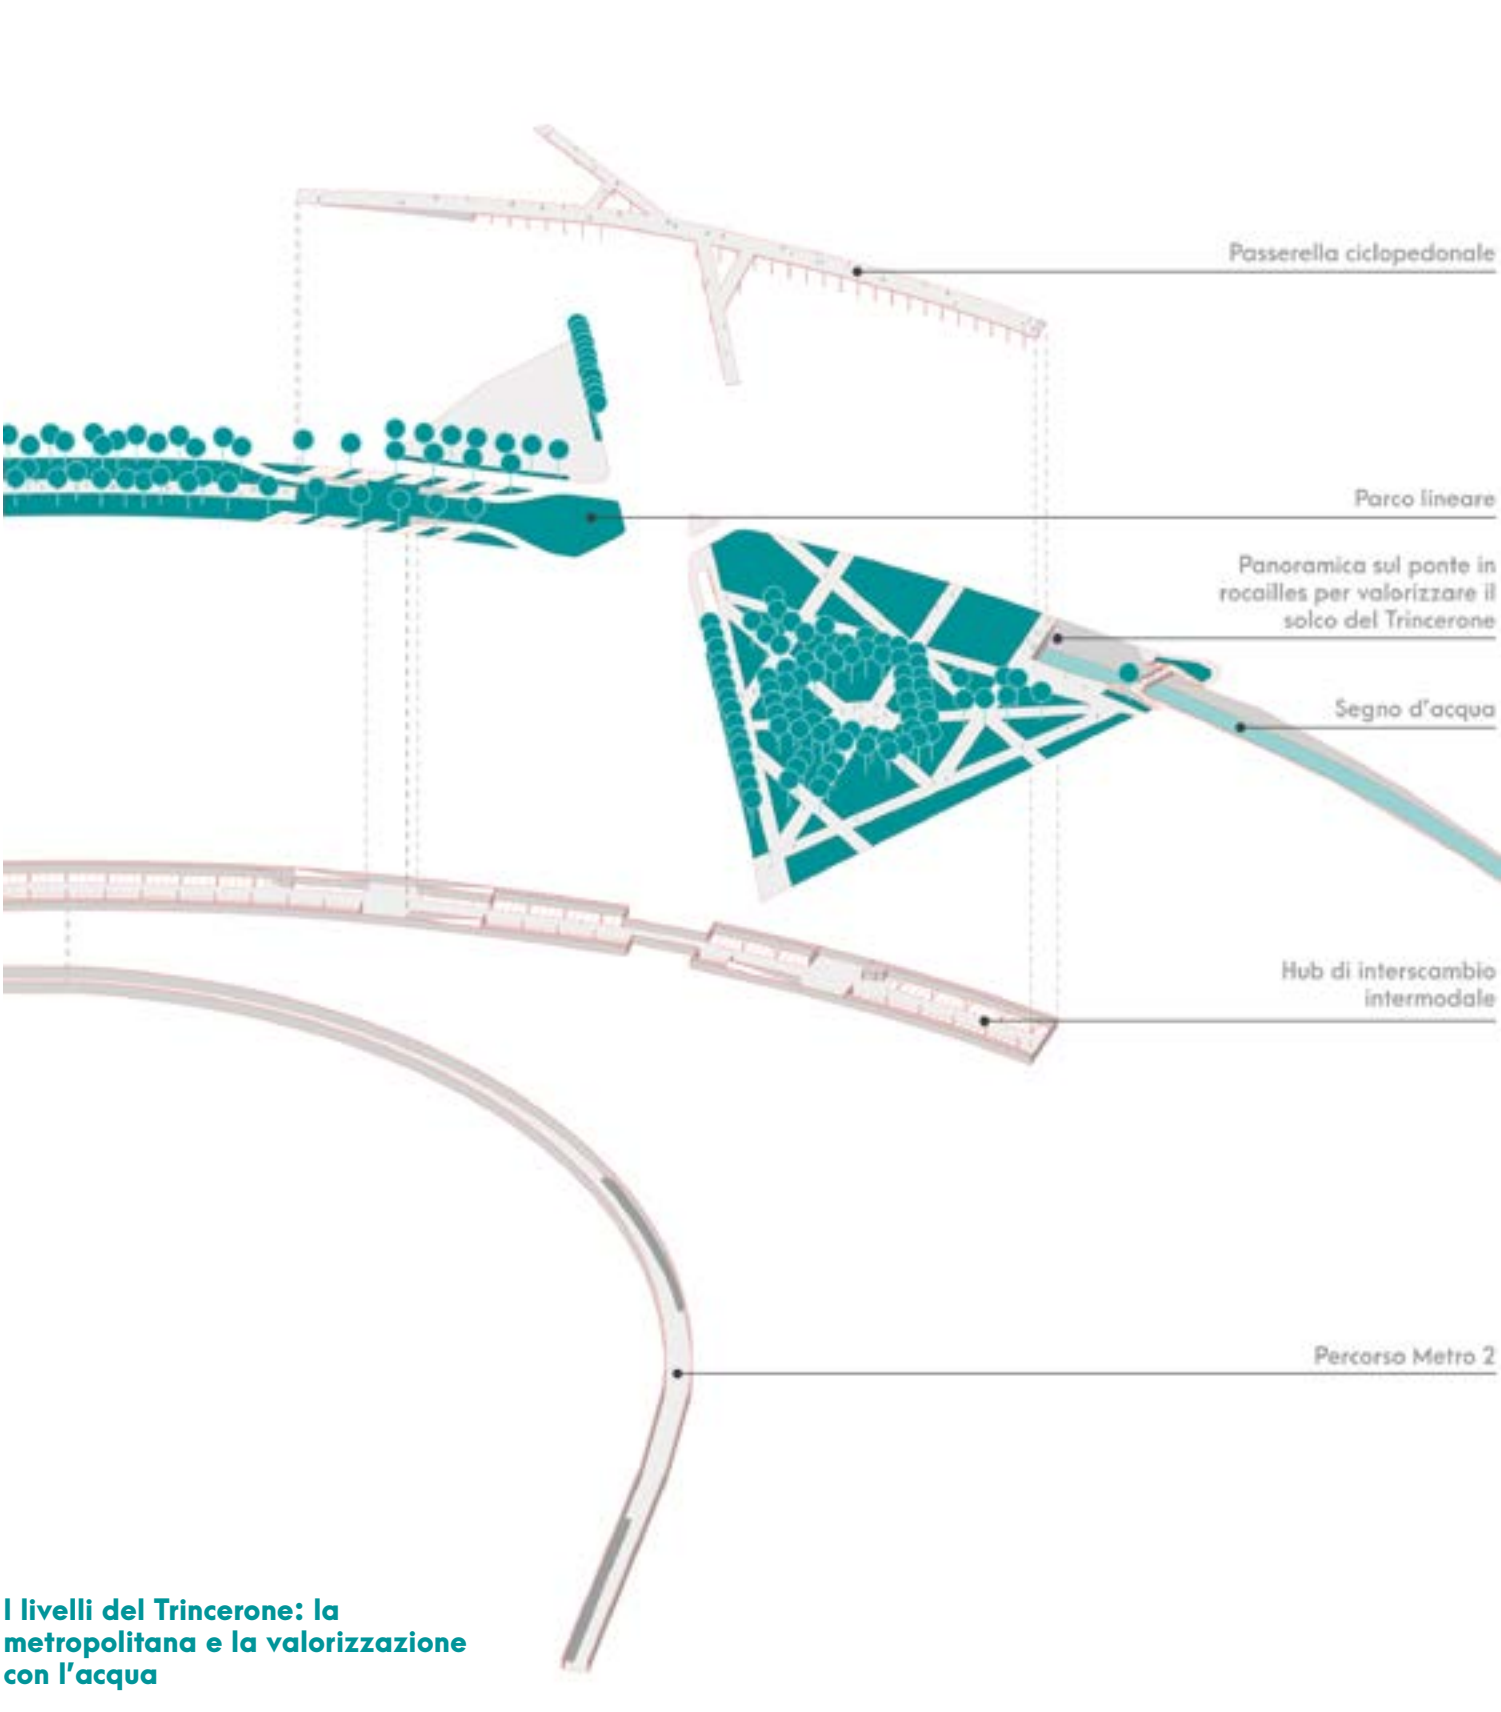 Passerella ciclopedonale
Parco lineare
Panoramica sul ponte in
rocailles per valorizzare il
solco del Trincerone
Segno d'acqua
Hub di interscambio
intermodale
Percorso Metro 2
I livelli del Trincerone: la
metropolitana e la valorizzazione
con l'acqua